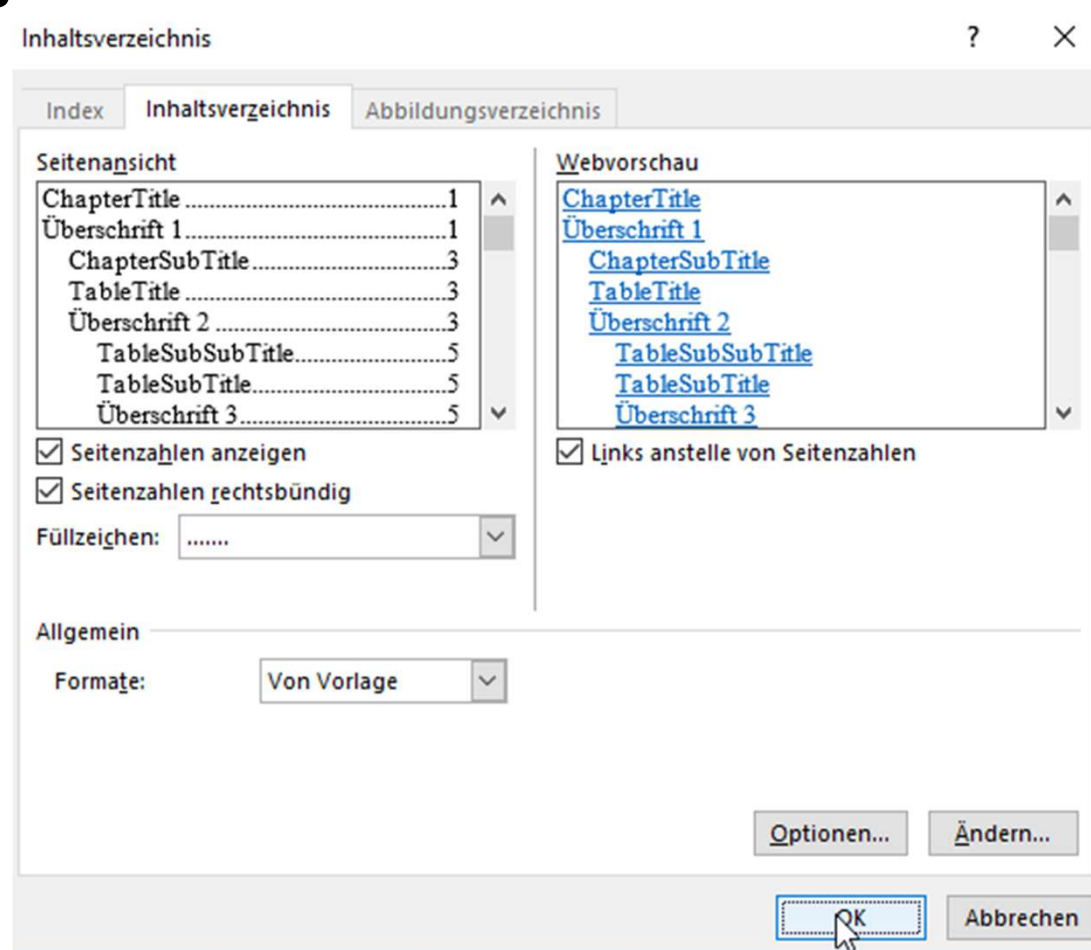 Inhaltsverzeichnis ?
Index Inhaltsverzeichnis Abbildungsverzeichnis
Seitenansicht
ChapterTitle ........................................1
Überschrift 1........................................1
ChapterSubTitle..............................3
TableTitle ........................................3
Überschrift 2 ...................................3
TableSubSubTitle.........................5
TableSubTitle................................5
Überschrift 3.................................5
Seitenzahlen anzeigen
Seitenzahlen rechtsbündig
Füllzeichen: .......
Webvorschau
ChapterTitle
Überschrift 1
ChapterSubTitle
TableTitle
Überschrift 2
TableSubSubTitle
TableSubTitle
Überschrift 3
Links anstelle von Seitenzahlen
Allgemein
Formate: Von Vorlage
Optionen... Ändern...
OK Abbrechen